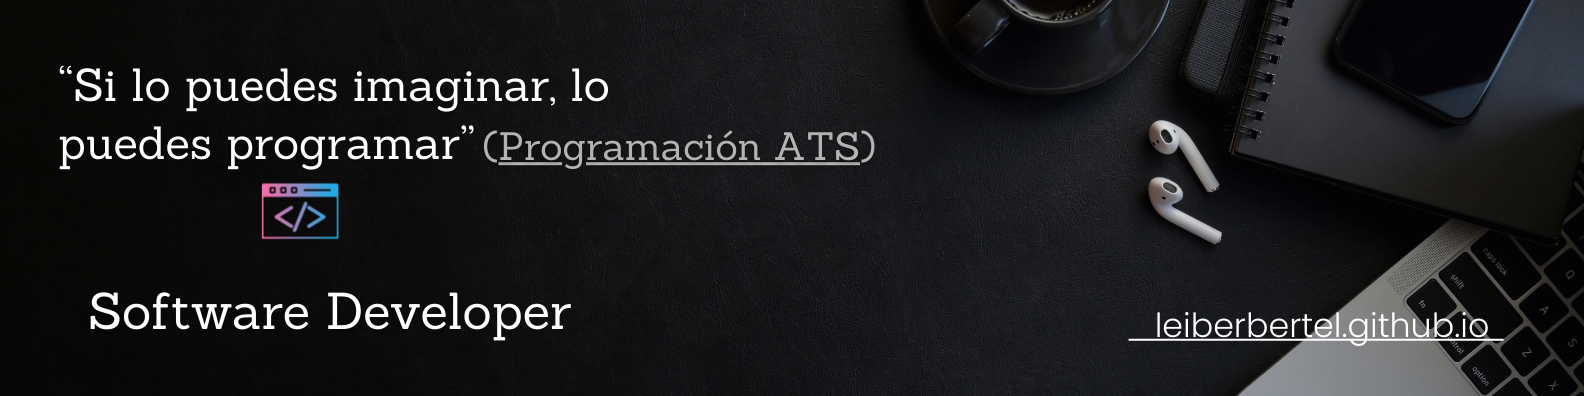 “Si lo puedes imaginar, lo
puedes programar” (Programación ATS)
</>
Software Developer
leiberbertel.github.io
caps lock
shift
fn
control
option
Q
A
S
Z
X